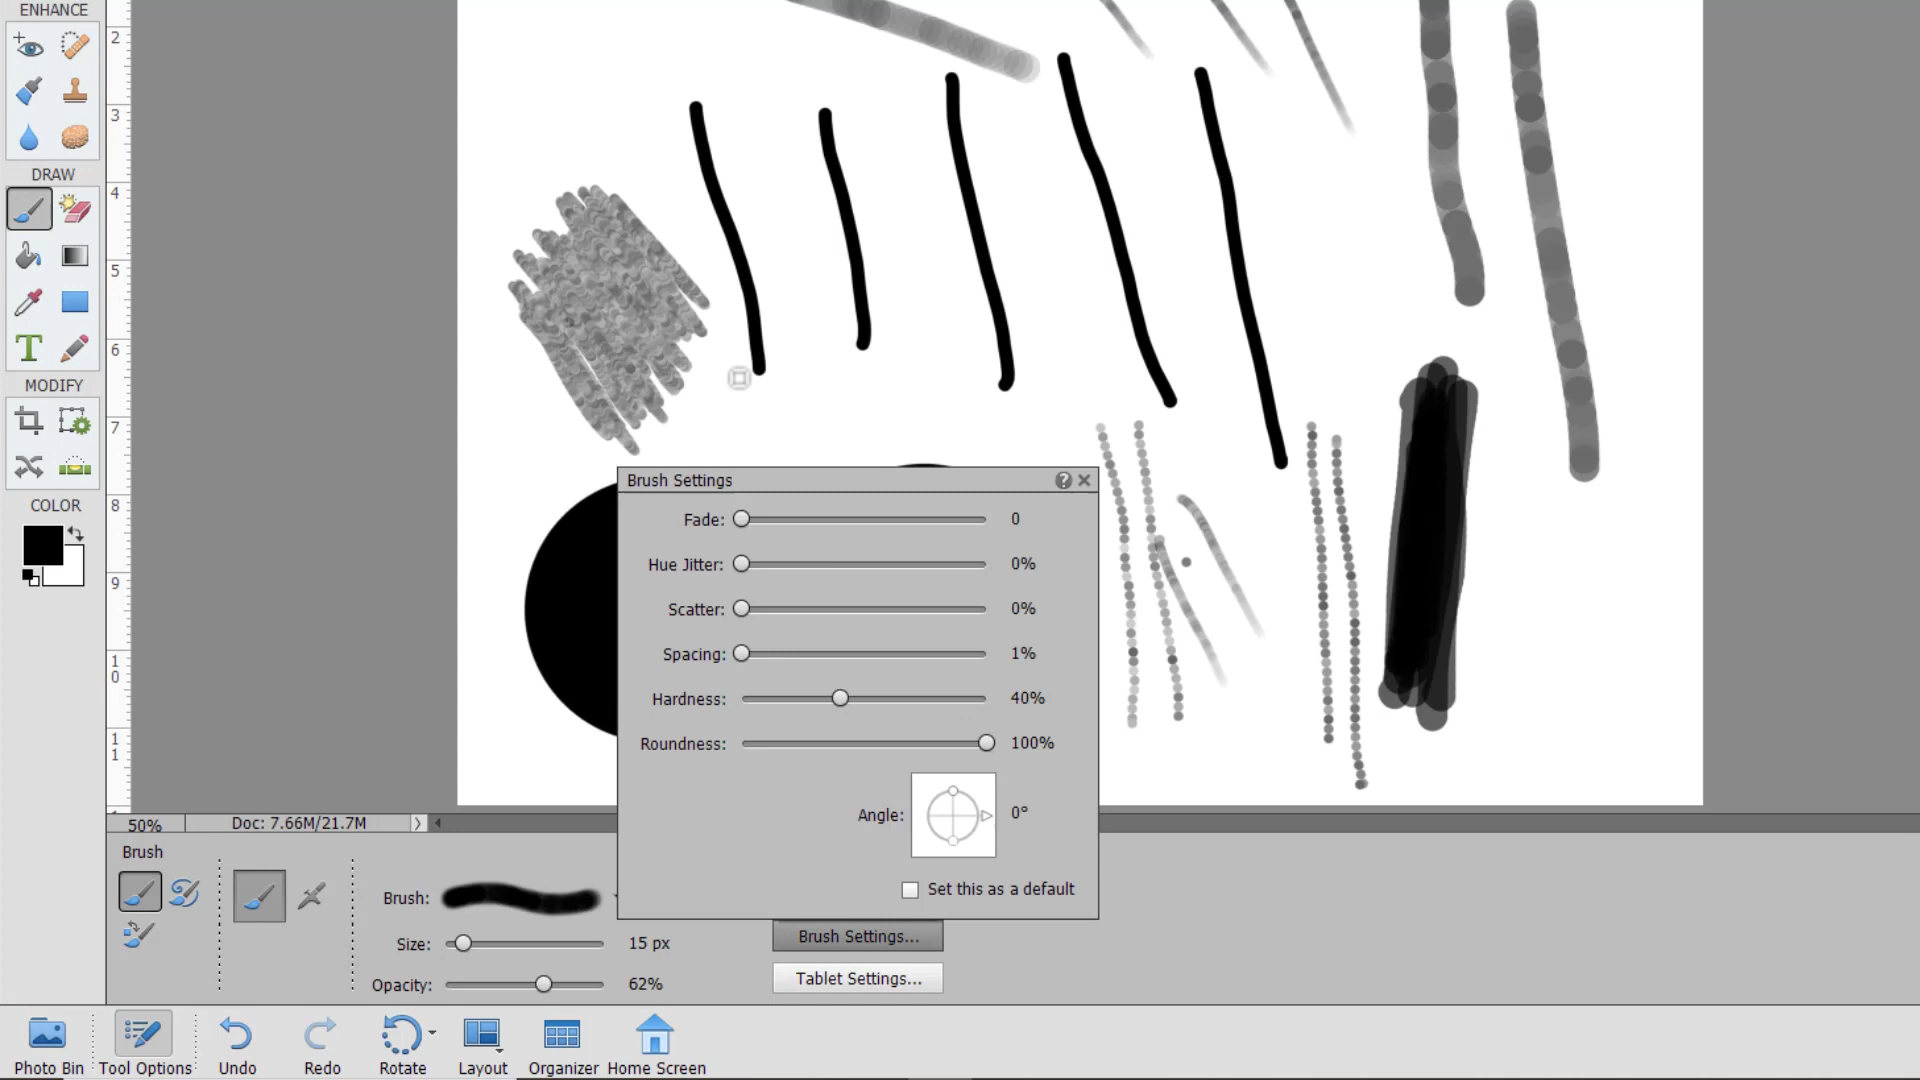 ENHANCE
DRAW
MODIFY
COLOR
2
3
4
5
6
7
8
9
1
0
1
1
Brush Settings
Fade: 0
Hue Jitter: 0%
Scatter: 0%
Spacing: 1%
Hardness: 40%
Roundness: 100%
Angle: 0°
Set this as a default
50% Doc: 7.66M/21.7M
Brush
Brush:
Size: 15 px
Opacity: 62%
Brush Settings...
Tablet Settings...
Photo Bin Tool Options Undo Redo Rotate Layout Organizer Home Screen